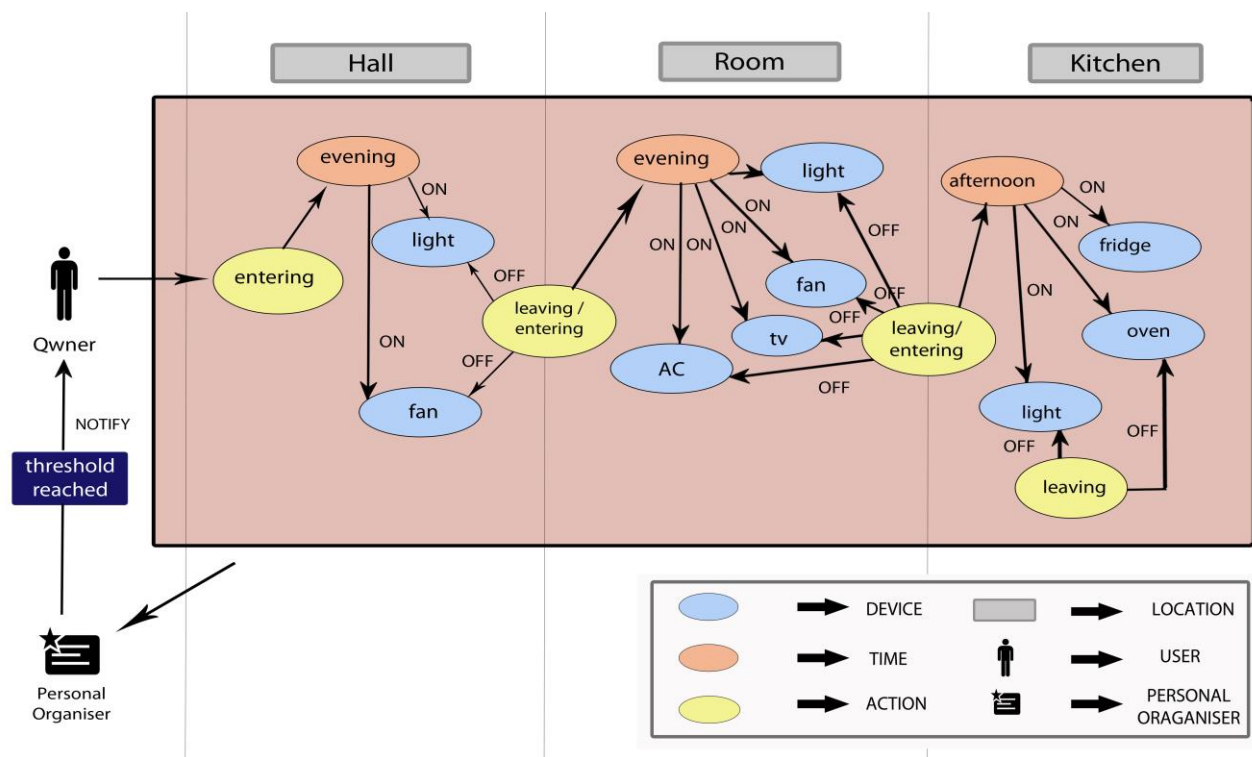 Hall
Room
Kitchen
evening
ON
light
entering
OFF
leaving /
entering
ON
OFF
fan
evening
light
ON
ON
ON
ON
OFF
fan
OFF
OFF
tv
leaving/
entering
AC
OFF
afternoon
ON
ON
fridge
ON
oven
light
OFF
OFF
leaving
Qwner
NOTIFY
threshold
reached
Personal
Organiser
DEVICE
LOCATION
TIME
USER
ACTION
PERSONAL
ORAGANISER